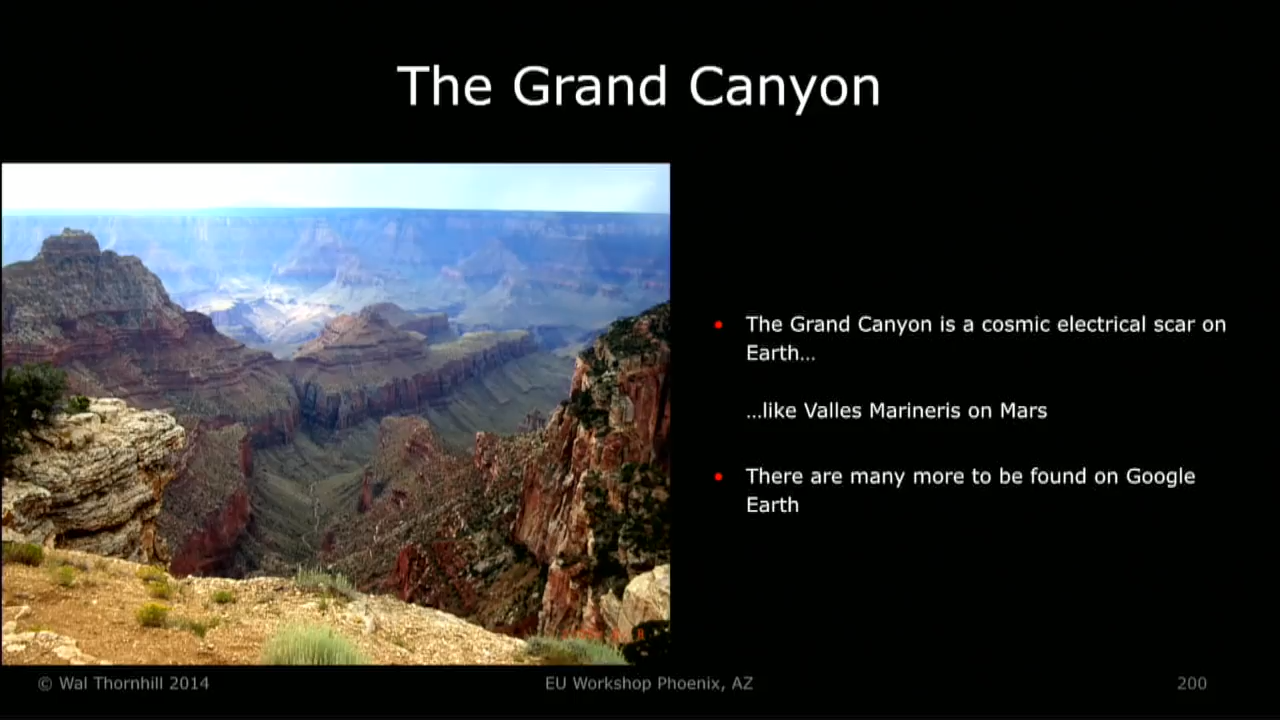 The Grand Canyon
• The Grand Canyon is a cosmic electrical scar on
Earth...
...like Valles Marineris on Mars
• There are many more to be found on Google
Earth
© Wal Thornhill 2014
EU Workshop Phoenix, AZ
200